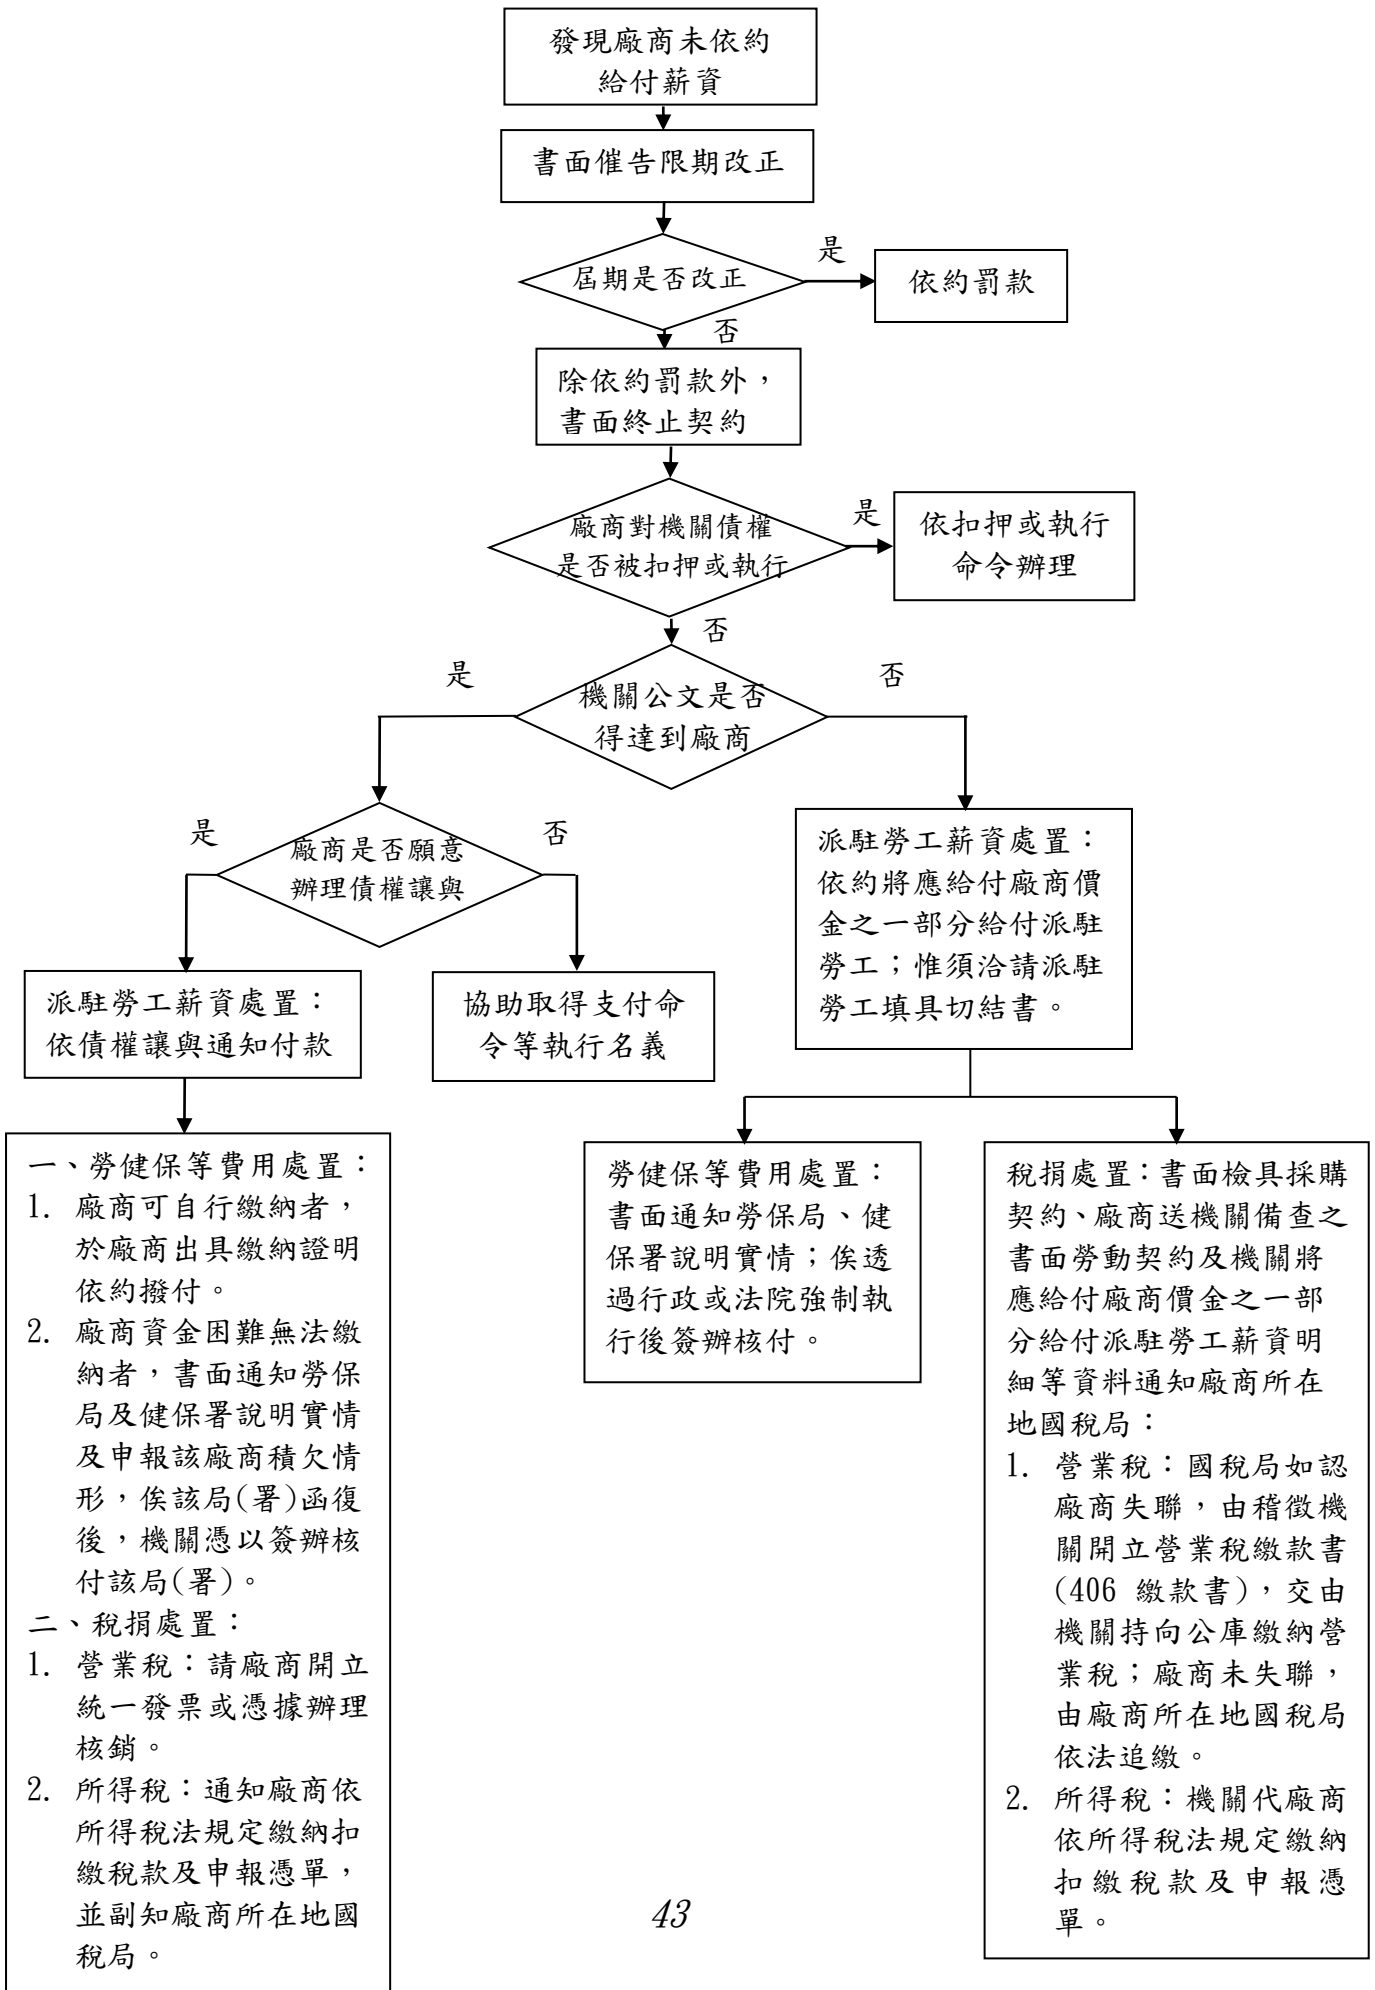 發現廠商未依約
給付薪資
書面催告限期改正
屆期是否改正
是
依約罰款
否
除依約罰款外，
書面終止契約
廠商對機關債權
是否被扣押或執行
是
依扣押或執行
命令辦理
否
機關公文是否
得達到廠商
是
否
廠商是否願意
辦理債權讓與
是
否
派駐勞工薪資處置：
依約將應給付廠商價
金之一部分給付派駐
勞工；惟須洽請派駐
勞工填具切結書。
派駐勞工薪資處置：
依債權讓與通知付款
協助取得支付命
令等執行名義
一、勞健保等費用處置：
1. 廠商可自行繳納者，
於廠商出具繳納證明
依約撥付。
2. 廠商資金困難無法繳
納者，書面通知勞保
局及健保署說明實情
及申報該廠商積欠情
形，俟該局(署)函復
後，機關憑以簽辦核
付該局(署)。
二、稅捐處置：
1. 營業稅：請廠商開立
統一發票或憑據辦理
核銷。
2. 所得稅：通知廠商依
所得稅法規定繳納扣
繳稅款及申報憑單，
並副知廠商所在地國
稅局。
勞健保等費用處置：
書面通知勞保局、健
保署說明實情；俟透
過行政或法院強制執
行後簽辦核付。
稅捐處置：書面檢具採購
契約、廠商送機關備查之
書面勞動契約及機關將
應給付廠商價金之一部
分給付派駐勞工薪資明
細等資料通知廠商所在
地國稅局：
1. 營業稅：國稅局如認
廠商失聯，由稽徵機
關開立營業稅繳款書
(406 繳款書)，交由
機關持向公庫繳納營
業稅；廠商未失聯，
由廠商所在地國稅局
依法追繳。
2. 所得稅：機關代廠商
依所得稅法規定繳納
扣繳稅款及申報憑
單。
43